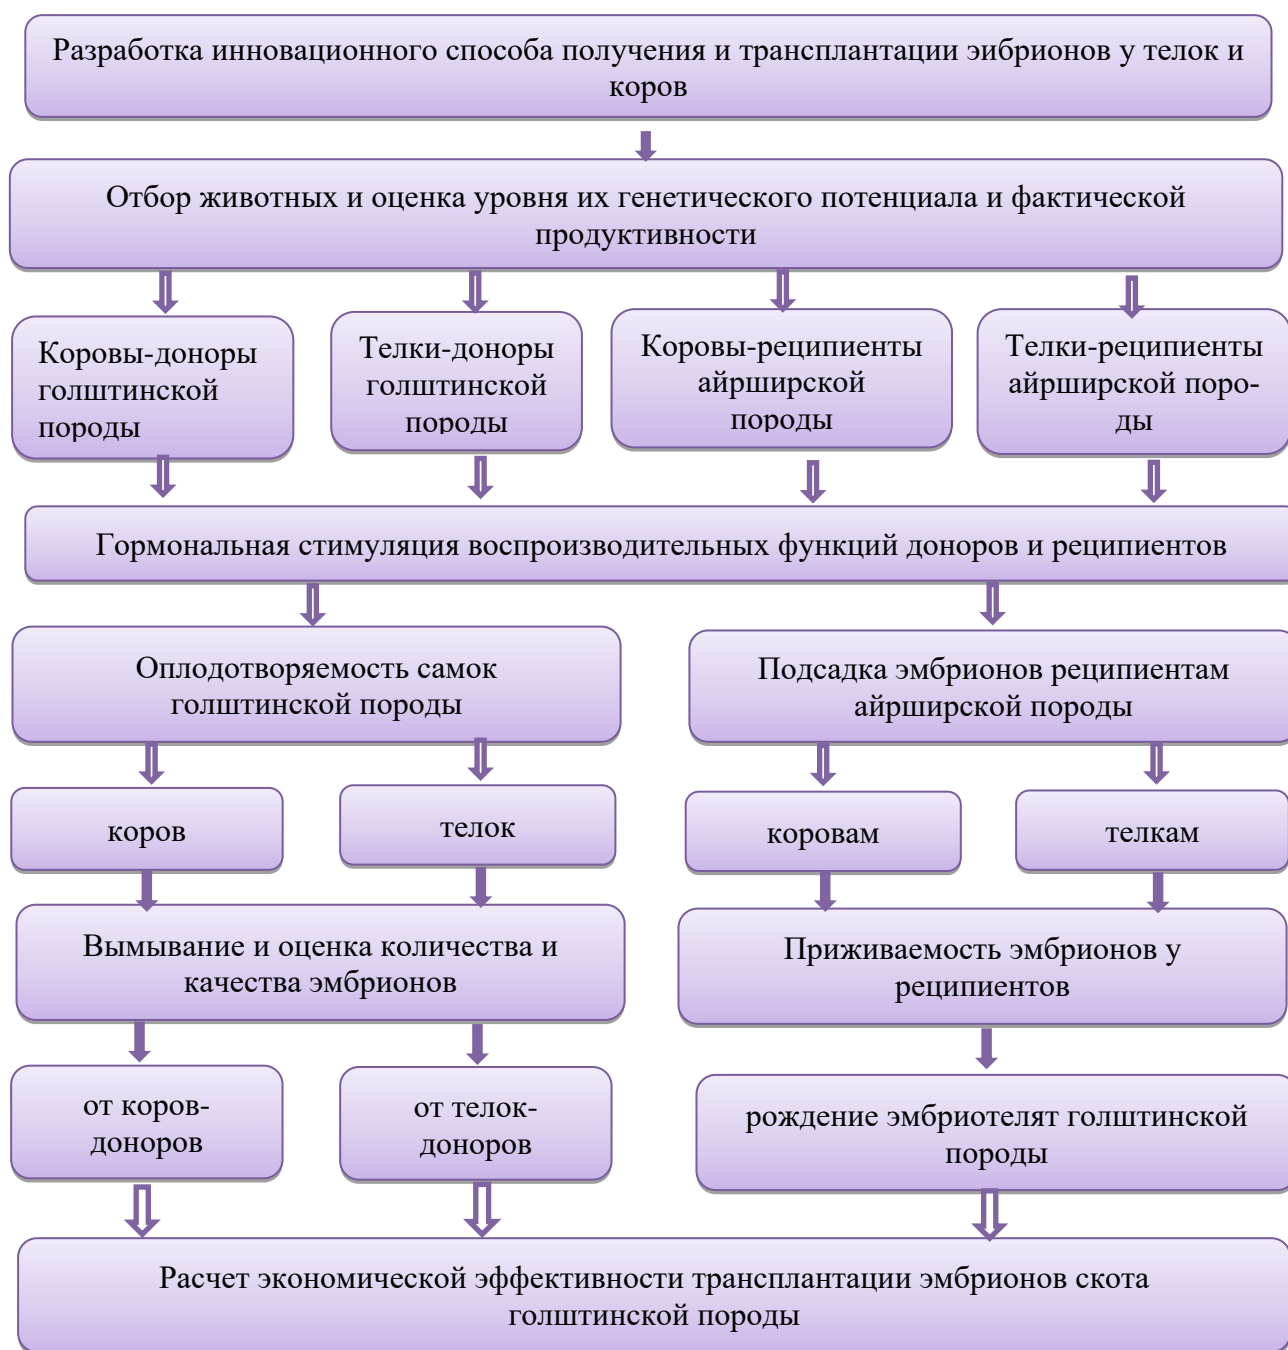 Разработка инновационного способа получения и трансплантации эибрионов у телок и
коров
Отбор животных и оценка уровня их генетического потенциала и фактической
продуктивности
Коровы-доноры
голштинской
породы
Телки-доноры
голштинской
породы
Коровы-реципиенты
айрширской
породы
Телки-реципиенты
айрширской поро-
ды
Гормональная стимуляция воспроизводительных функций доноров и реципиентов
Оплодотворяемость самок
голштинской породы
Подсадка эмбрионов реципиентам
айрширской породы
коров
телок
коровам
телкам
Вымывание и оценка количества и
качества эмбрионов
Приживаемость эмбрионов у
реципиентов
от коров-
доноров
от телок-
доноров
рождение эмбриотелят голштинской
породы
Расчет экономической эффективности трансплантации эмбрионов скота
голштинской породы